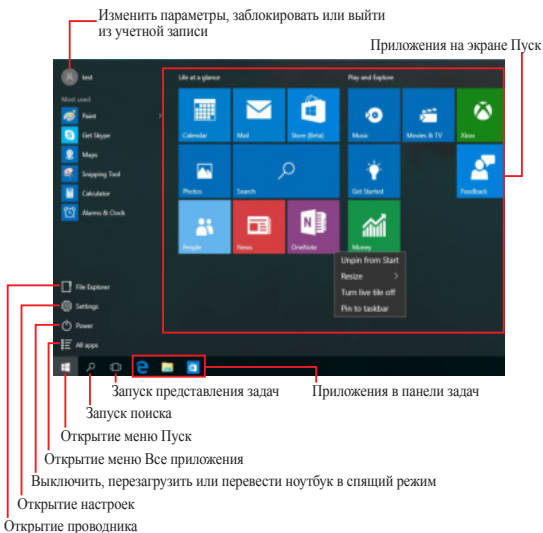 Изменить параметры, заблокировать или выйти
из учетной записи
Приложения на экране Пуск
test
Life at a glance
Play and Explore
Most used
Paint
Get Skype
Maps
Snipping Tool
Calculator
Alarms & Clock
Calendar
Mail
Store (Beta)
Music
Movies & TV
Xbox
Photos
Search
Get Started
Feedback
People
News
OneNote
Money
Unpin from Start
Resize
Turn live tile off
Pin to taskbar
File Explorer
Settings
Power
All apps
Запуск представления задач
Приложения в панели задач
Запуск поиска
Открытие меню Пуск
Открытие меню Все приложения
Выключить, перезагрузить или перевести ноутбук в спящий режим
Открытие настроек
Открытие проводника